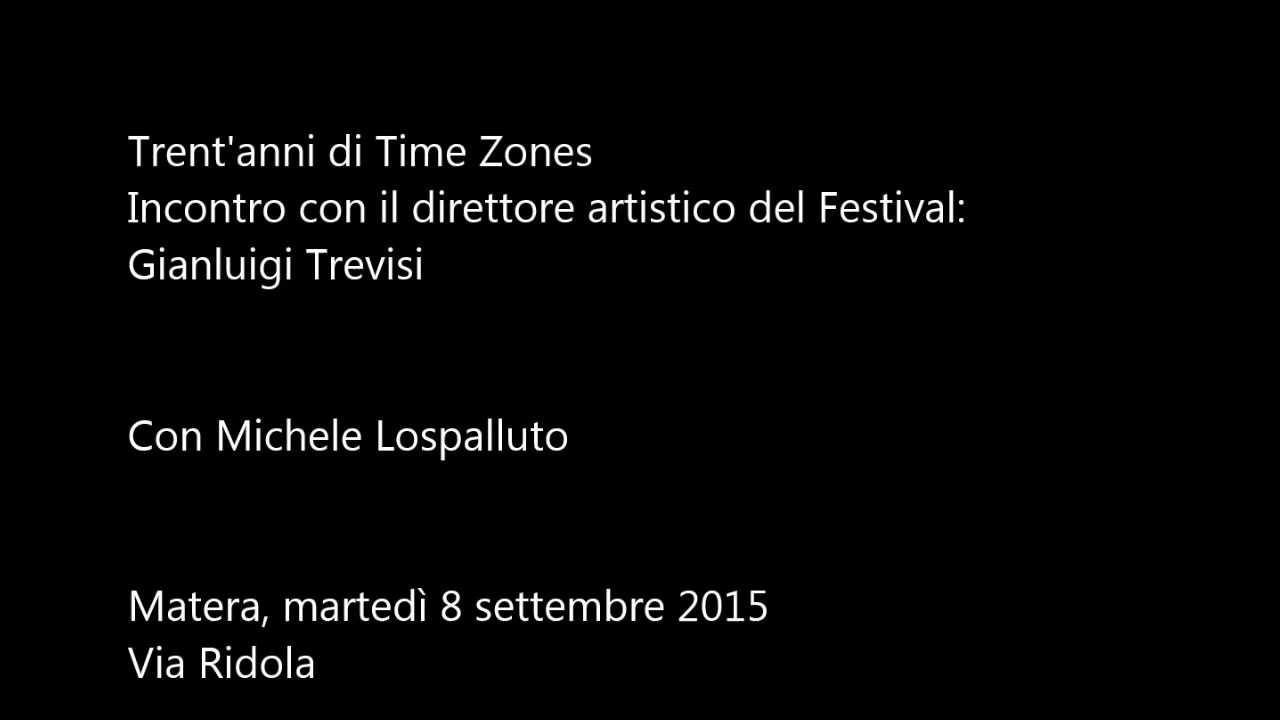 Trent'anni di Time Zones
Incontro con il direttore artistico del Festival:
Gianluigi Trevisi
Con Michele Lospalluto
Matera, martedì 8 settembre 2015
Via Ridola